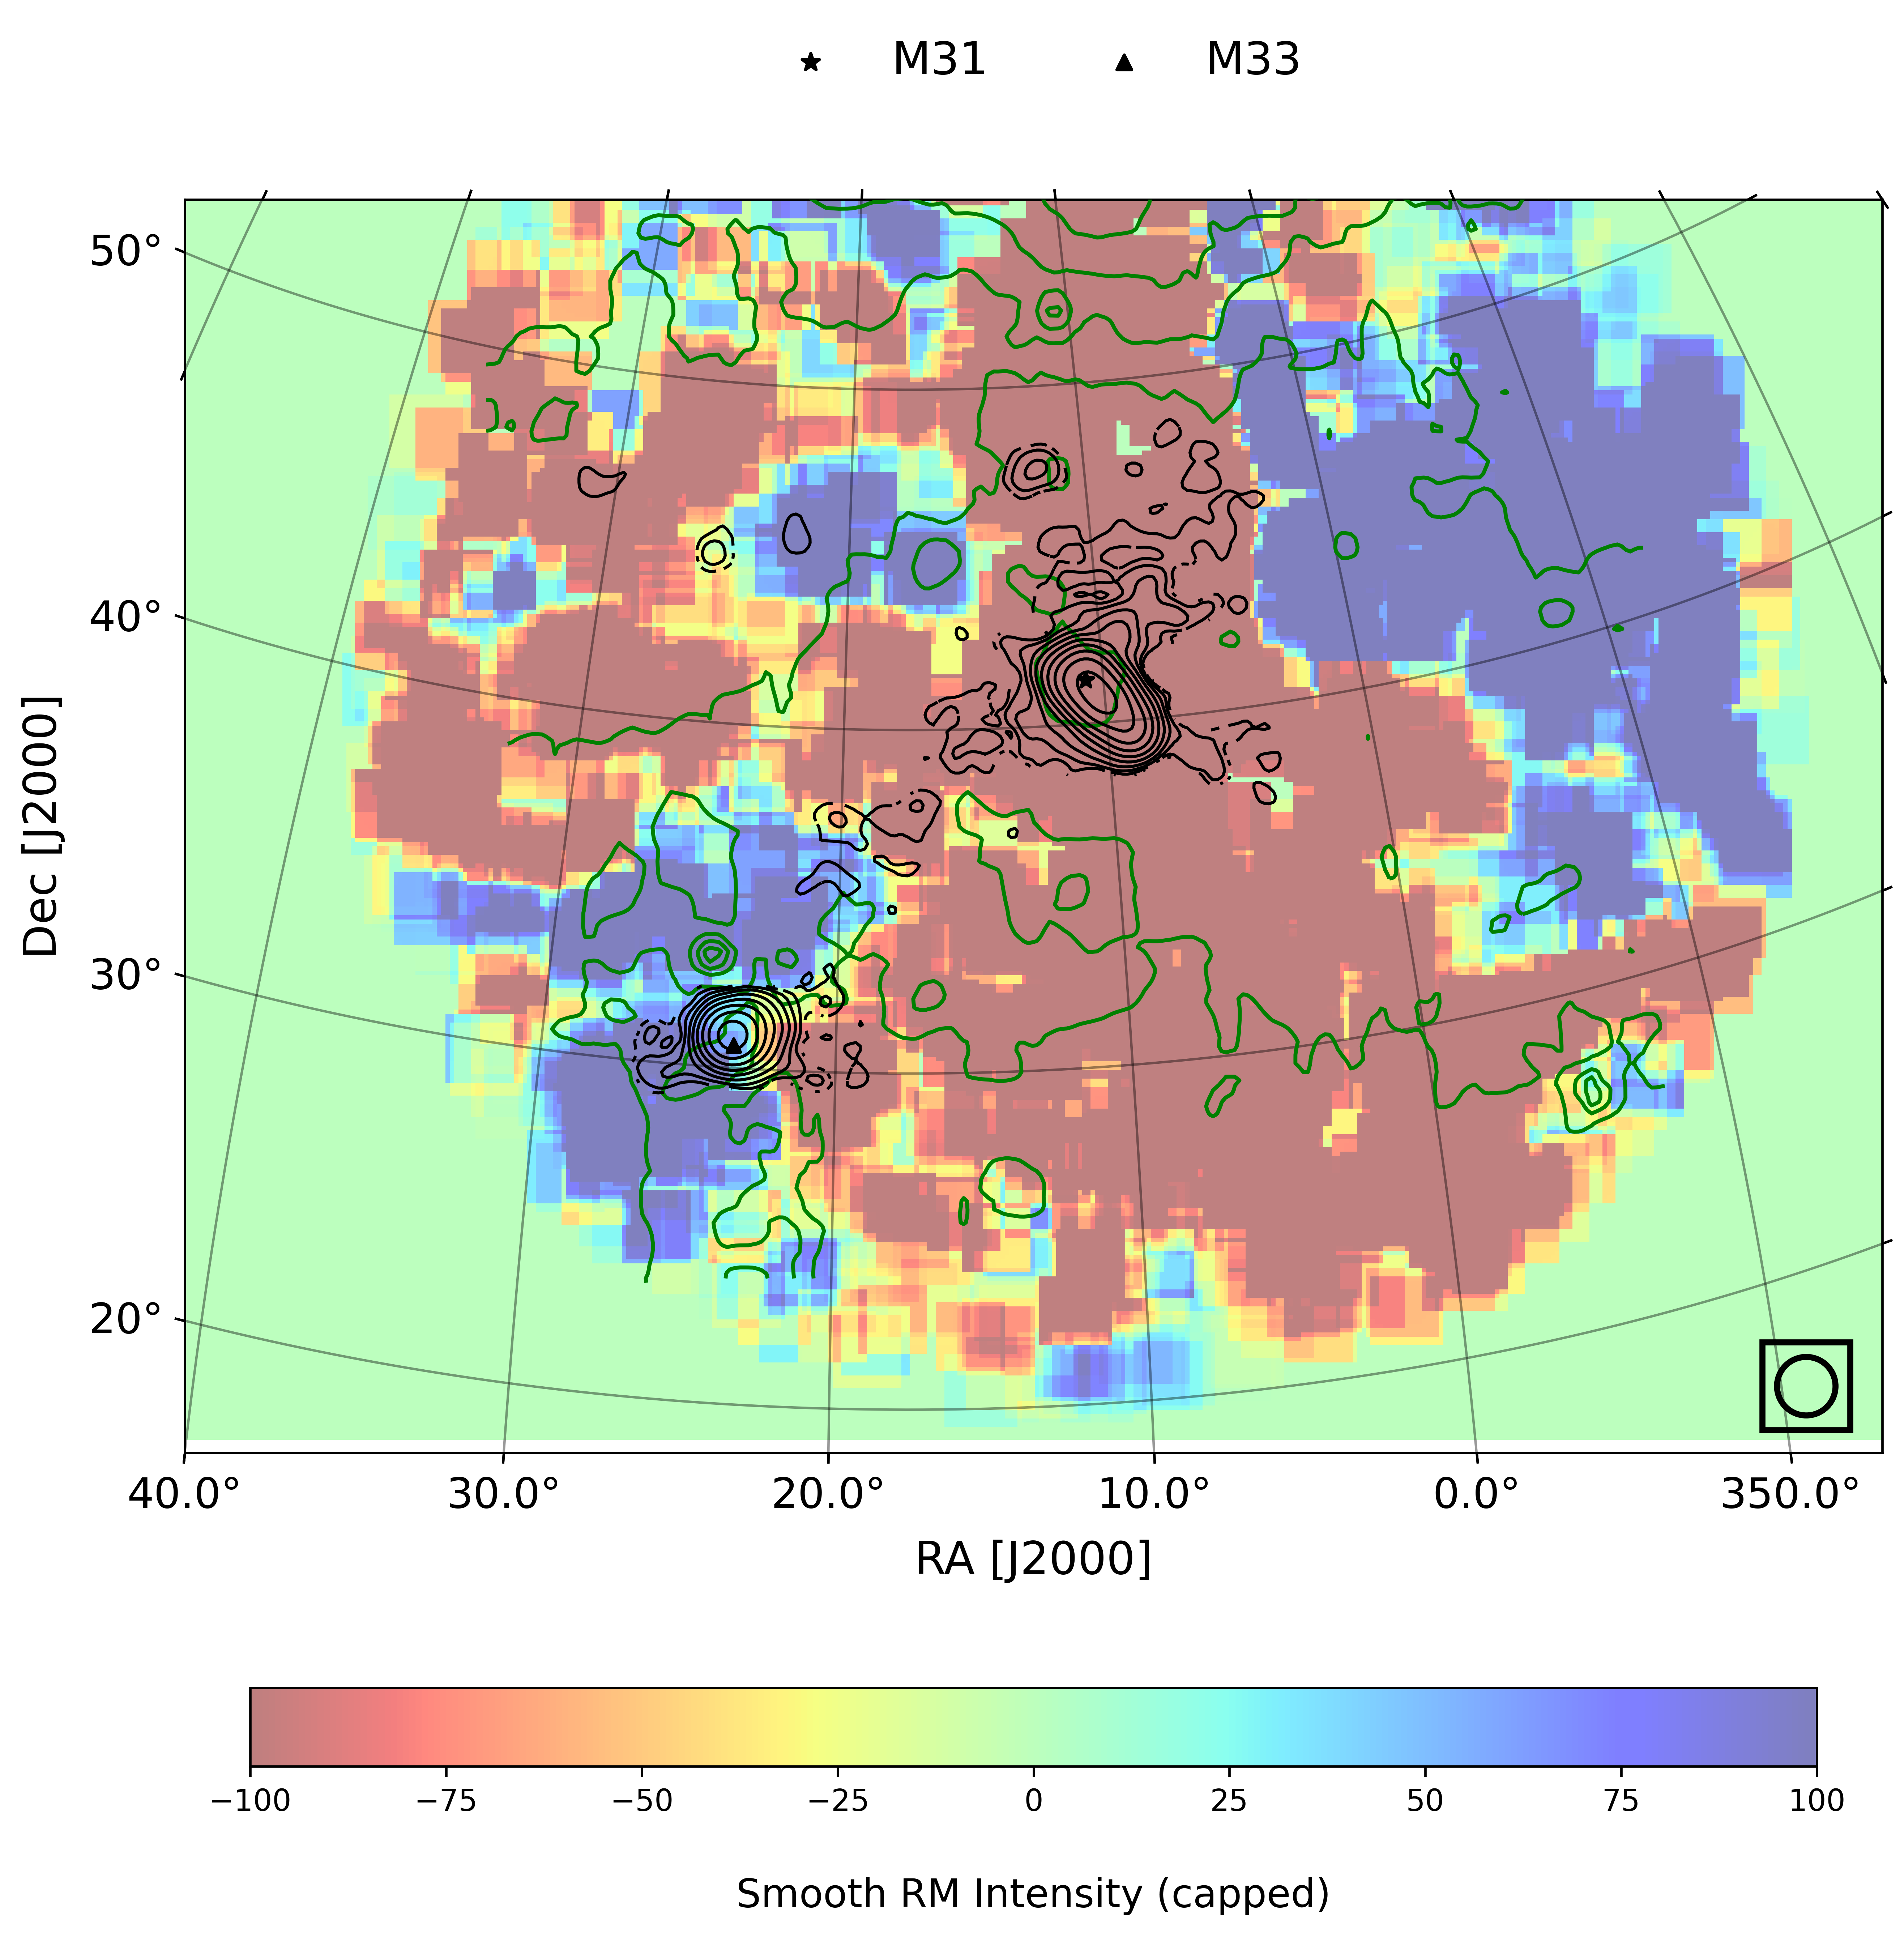 M31 M33
50°
40°
30°
20°
Dec [J2000]
40.0° 30.0° 20.0° 10.0° 0.0° 350.0°
RA [J2000]
−100 −75 −50 −25 0 25 50 75 100
Smooth RM Intensity (capped)